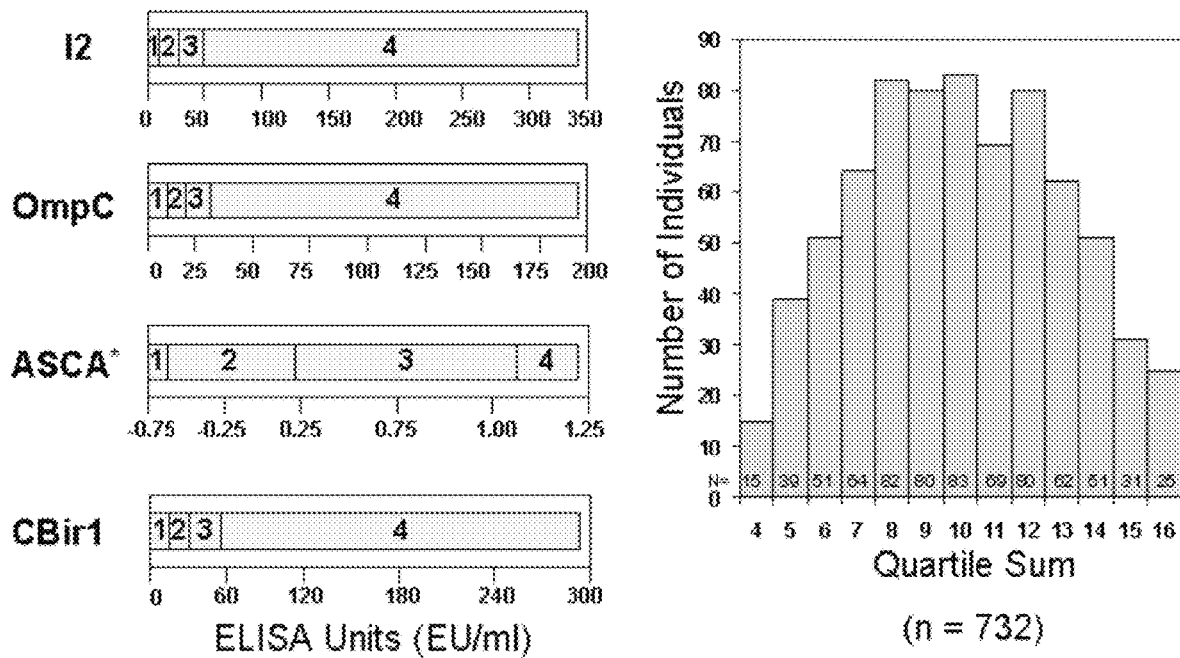 I2
1 2 3 4
0 50 100 150 200 250 300 350
OmpC
1 2 3 4
0 25 50 75 100 125 150 175 200
ASCA*
1 2 3 4
-0.75 -0.25 0.25 0.75 1.00 1.25
CBir1
1 2 3 4
0 60 120 180 240 300
ELISA Units (EU/ml)
Number of Individuals
90
80
70
60
50
40
30
20
10
0
N= 15 39 51 64 82 80 83 69 80 62 51 31 25
4 5 6 7 8 9 10 11 12 13 14 15 16
Quartile Sum
(n = 732)